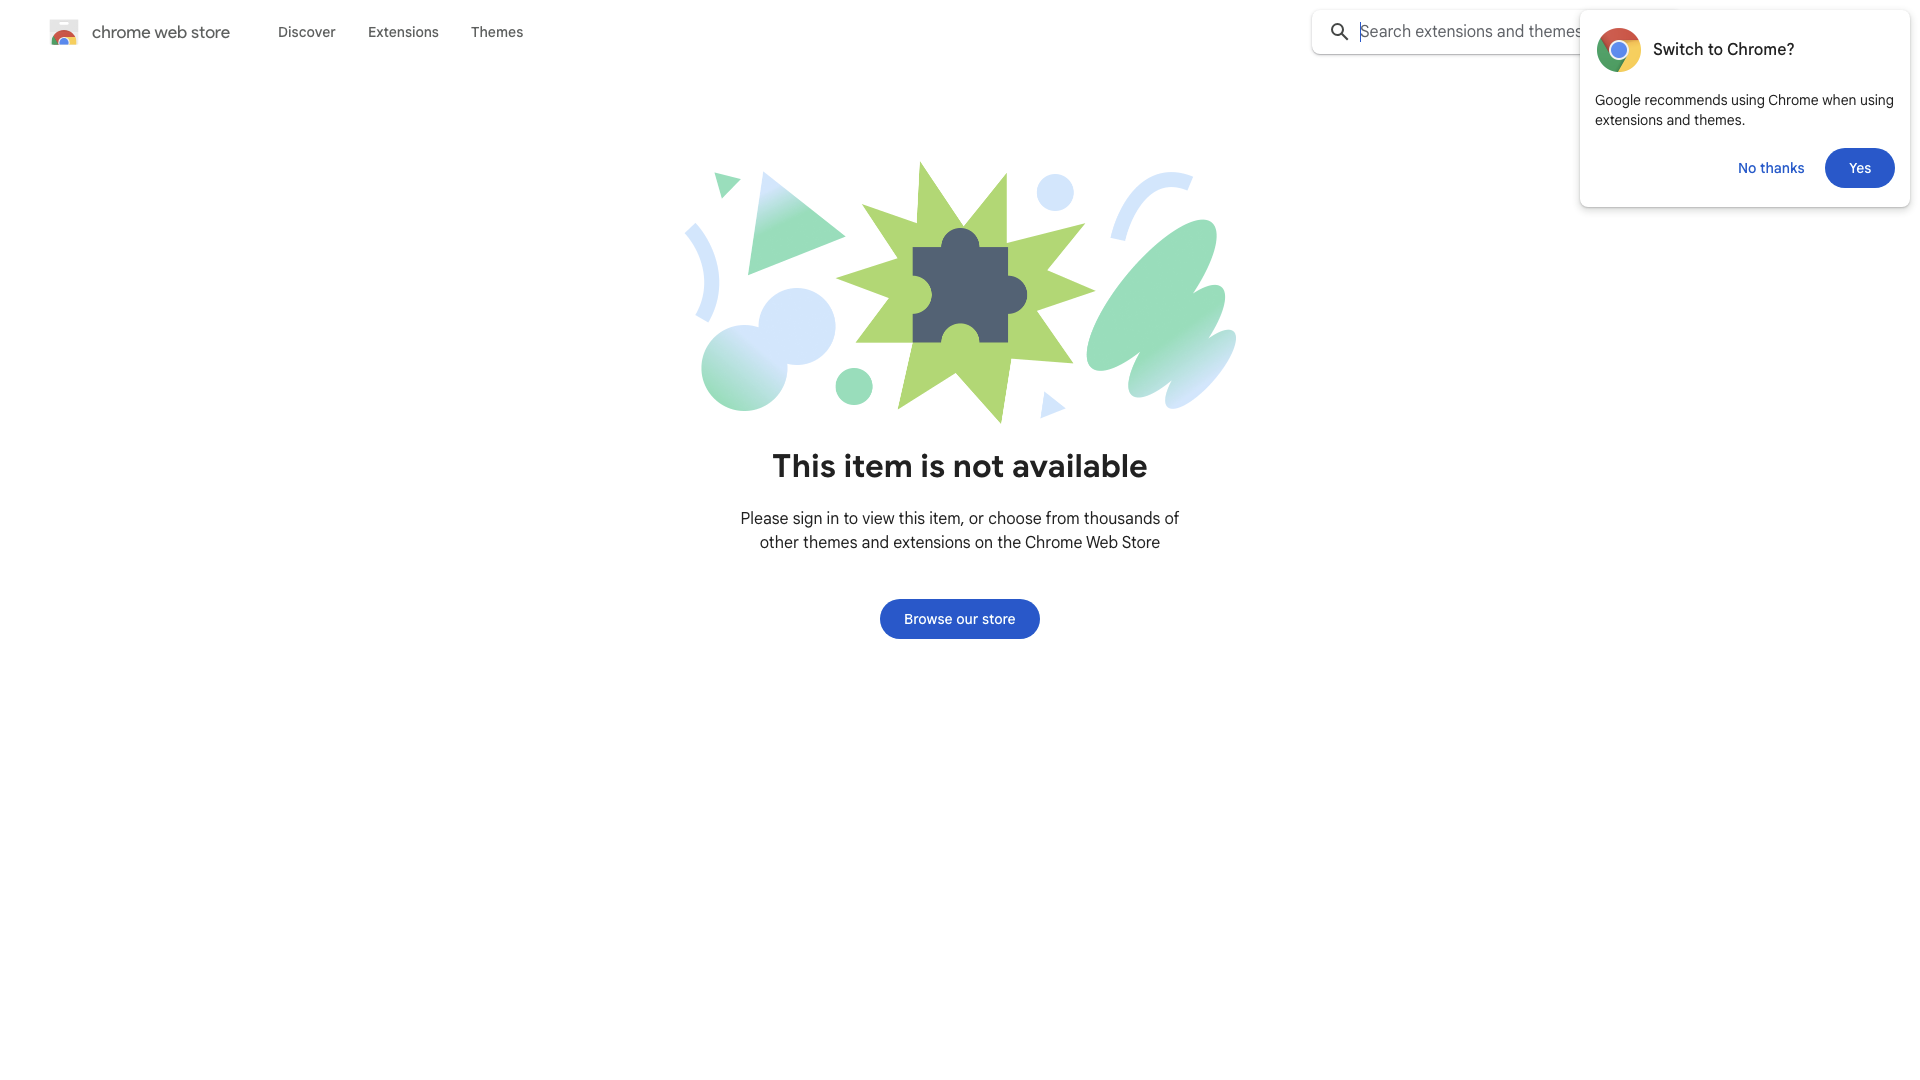 chrome web store
Discover
Extensions
Themes
Search extensions and themes
Switch to Chrome?
Google recommends using Chrome when using
extensions and themes.
No thanks
Yes
This item is not available
Please sign in to view this item, or choose from thousands of
other themes and extensions on the Chrome Web Store
Browse our store